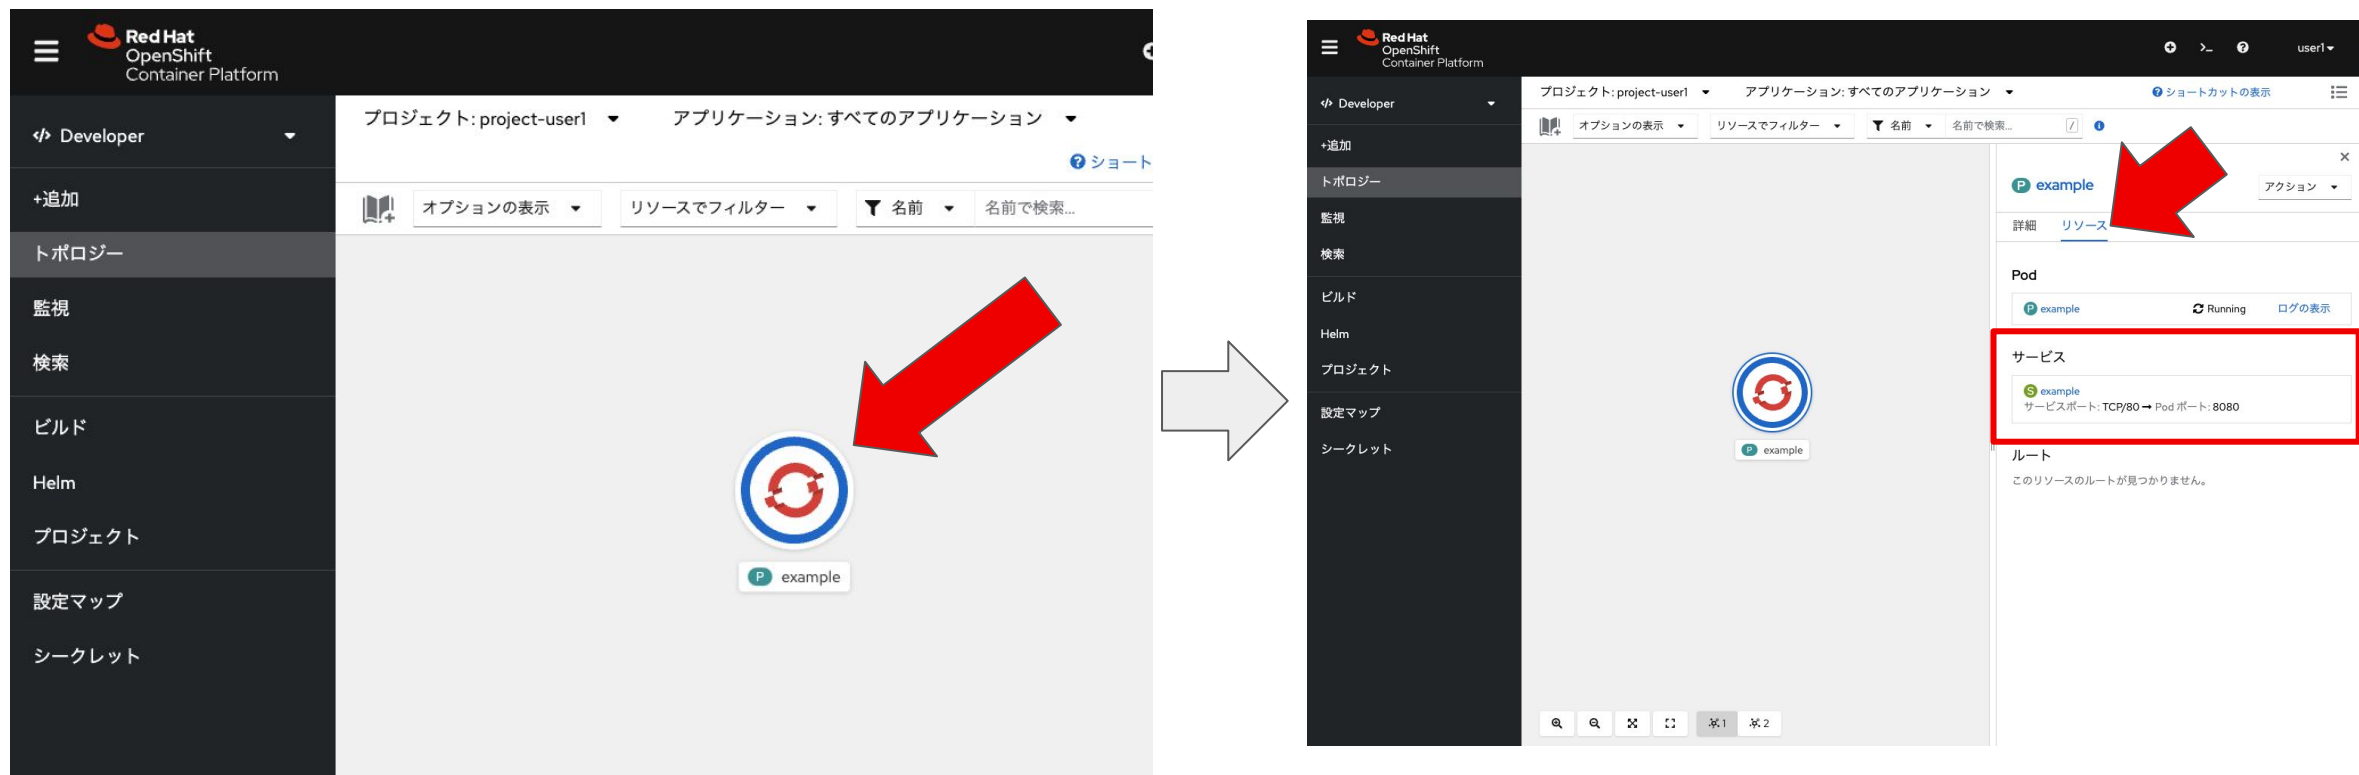 Red Hat
OpenShift
Container Platform
Developer
+追加
トポロジー
監視
検索
ビルド
Helm
プロジェクト
設定マップ
シークレット
プロジェクト: project-user1
アプリケーション: すべてのアプリケーション
ショート
オプションの表示
リソースでフィルター
名前
名前で検索...
P example
Red Hat
OpenShift
Container Platform
user1
Developer
+追加
トポロジー
監視
検索
ビルド
Helm
プロジェクト
設定マップ
シークレット
プロジェクト: project-user1
アプリケーション: すべてのアプリケーション
ショートカットの表示
オプションの表示
リソースでフィルター
名前
名前で検索...
/
P example
1
2
P example
アクション
詳細
リソース
Pod
P example
Running
ログの表示
サービス
S example
サービスポート: TCP/80 → Pod ポート: 8080
ルート
このリソースのルートが見つかりません。